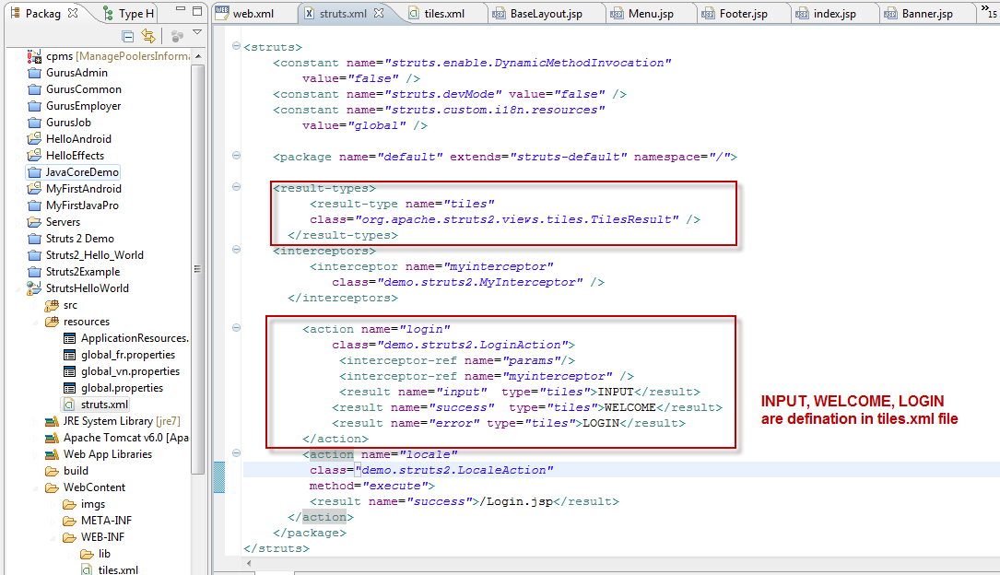 Packag
Type H
web.xml
struts.xml
tiles.xml
BaseLayout.jsp
Menu.jsp
Footer.jsp
index.jsp
Banner.jsp
»15
cpms [ManagePoolersInforma
GurusAdmin
GurusCommon
GurusEmployer
GurusJob
HelloAndroid
HelloEffects
JavaCoreDemo
MyFirstAndroid
MyFirstJavaPro
Servers
Struts 2 Demo
Struts2_Hello_World
Struts2Example
StrutsHelloWorld
src
resources
ApplicationResources.
global_fr.properties
global_vn.properties
global.properties
struts.xml
JRE System Library [jre7]
Apache Tomcat v6.0 [Apa
Web App Libraries
build
WebContent
imgs
META-INF
WEB-INF
lib
tiles.xml
<struts>
<constant name="struts.enable.DynamicMethodInvocation"
value="false" />
<constant name="struts.devMode" value="false" />
<constant name="struts.custom.i18n.resources"
value="global" />
<package name="default" extends="struts-default" namespace="/">
<result-types>
<result-type name="tiles"
class="org.apache.struts2.views.tiles.TilesResult" />
</result-types>
<interceptors>
<interceptor name="myinterceptor"
class="demo.struts2.MyInterceptor" />
</interceptors>
<action name="login"
class="demo.struts2.LoginAction">
<interceptor-ref name="params"/>
<interceptor-ref name="myinterceptor" />
<result name="input"  type="tiles">INPUT</result>
<result name="success"  type="tiles">WELCOME</result>
<result name="error" type="tiles">LOGIN</result>
</action>
<action name="locale"
class="demo.struts2.LocaleAction"
method="execute">
<result name="success">/Login.jsp</result>
</action>
</package>
</struts>
INPUT, WELCOME, LOGIN
are defination in tiles.xml file